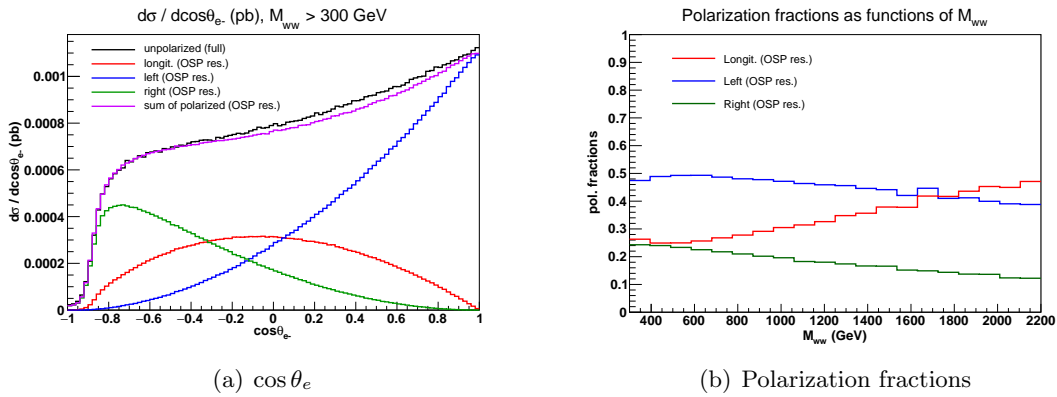 dσ / dcosθe- (pb), Mww > 300 GeV
dσ / dcosθe- (pb)
0.001
0.0008
0.0006
0.0004
0.0002
0
unpolarized (full)
longit. (OSP res.)
left (OSP res.)
right (OSP res.)
sum of polarized (OSP res.)
−1 −0.8 −0.6 −0.4 −0.2 0 0.2 0.4 0.6 0.8 1
cosθe-
(a) cos θe
Polarization fractions as functions of Mww
pol. fractions
1
0.9
0.8
0.7
0.6
0.5
0.4
0.3
0.2
0.1
0
Longit. (OSP res.)
Left (OSP res.)
Right (OSP res.)
400 600 800 1000 1200 1400 1600 1800 2000 2200
Mww (GeV)
(b) Polarization fractions